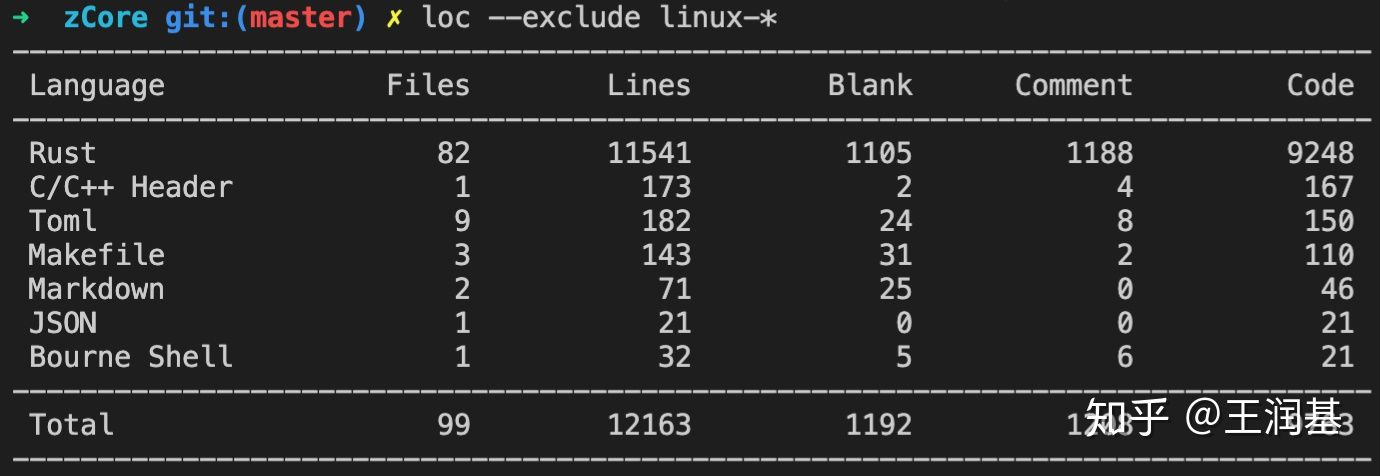 ➜ zCore git:(master) ✗ loc --exclude linux-*
Language Files Lines Blank Comment Code
Rust 82 11541 1105 1188 9248
C/C++ Header 1 173 2 4 167
Toml 9 182 24 8 150
Makefile 3 143 31 2 110
Markdown 2 71 25 0 46
JSON 1 21 0 0 21
Bourne Shell 1 32 5 6 21
Total 99 12163 1192 1208 9763
知乎 @王润基